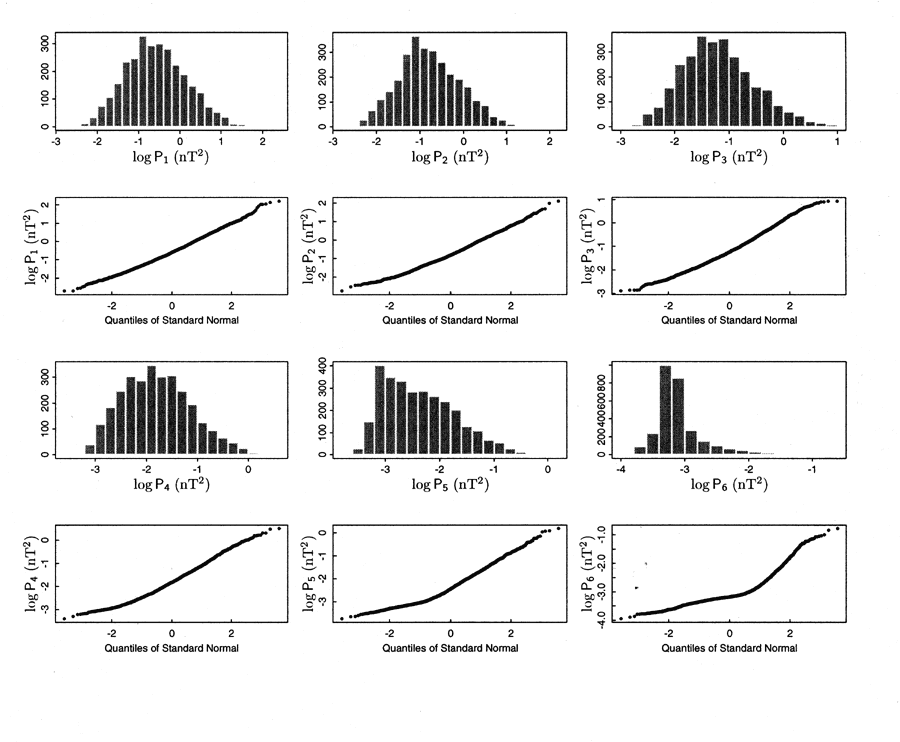 300
200
100
0
-3 -2 -1 0 1 2
log P1 (nT²)
300
200
100
0
-3 -2 -1 0 1 2
log P2 (nT²)
300
200
100
0
-3 -2 -1 0 1
log P3 (nT²)
log P1 (nT²)
2
1
0
-1
-2
-2 0 2
Quantiles of Standard Normal
log P2 (nT²)
2
1
0
-1
-2
-2 0 2
Quantiles of Standard Normal
log P3 (nT²)
1
0
-1
-2
-3
-2 0 2
Quantiles of Standard Normal
300
200
100
0
-3 -2 -1 0
log P4 (nT²)
400
300
200
100
0
-3 -2 -1 0
log P5 (nT²)
0 200400600800
-4 -3 -2 -1
log P6 (nT²)
log P4 (nT²)
0
-1
-2
-3
-2 0 2
Quantiles of Standard Normal
log P5 (nT²)
0
-1
-2
-3
-2 0 2
Quantiles of Standard Normal
log P6 (nT²)
-1.0
-2.0
-3.0
-4.0
-2 0 2
Quantiles of Standard Normal